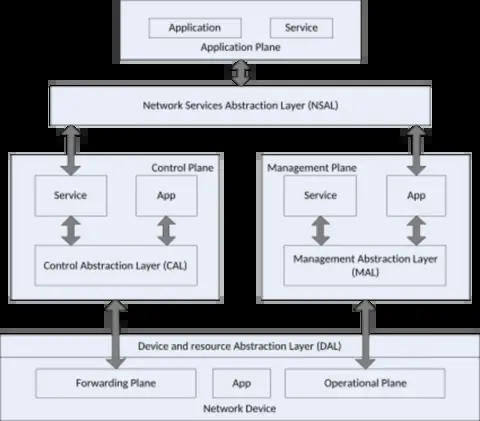 Application
Service
Application Plane
Network Services Abstraction Layer (NSAL)
Control Plane
Service
App
Control Abstraction Layer (CAL)
Management Plane
Service
App
Management Abstraction Layer
(MAL)
Device and resource Abstraction Layer (DAL)
Forwarding Plane
App
Operational Plane
Network Device